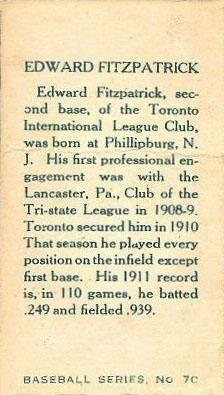 EDWARD FITZPATRICK
Edward Fitzpatrick, sec-
ond base, of the Toronto
International League Club,
was born at Phillipburg, N.
J. His first professional en-
gagement was with the
Lancaster, Pa., Club of the
Tri-state League in 1908-9.
Toronto secured him in 1910
That season he played every
position on the infield except
first base. His 1911 record
is, in 110 games, he batted
.249 and fielded .939.
BASEBALL SERIES, No 70